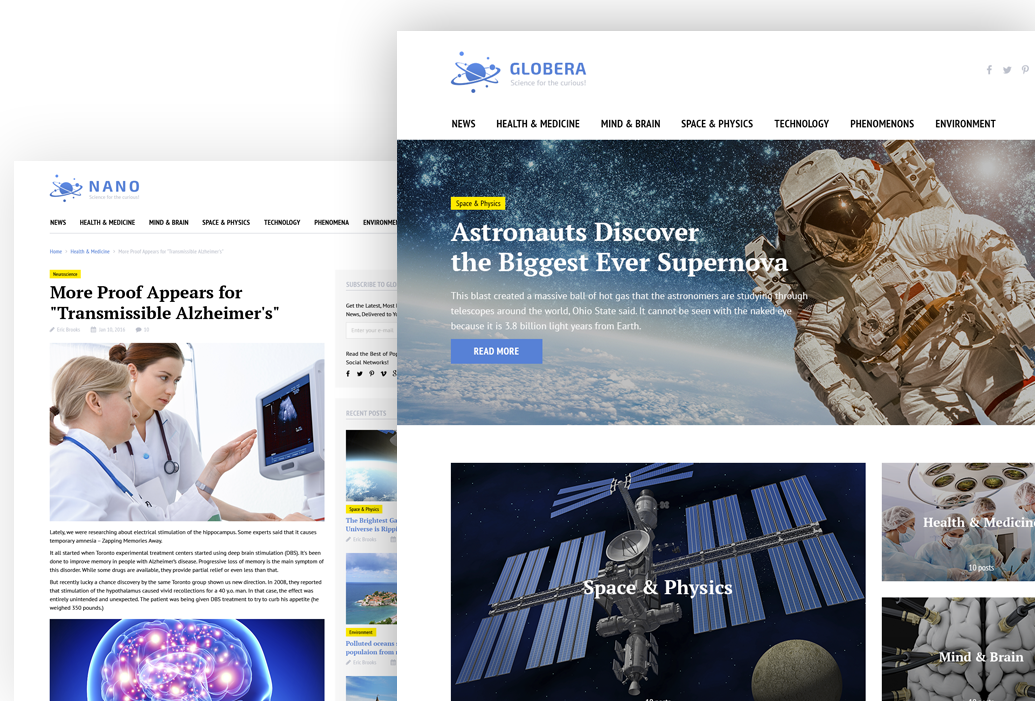 GLOBERA
Science for the curious!
NEWS HEALTH & MEDICINE MIND & BRAIN SPACE & PHYSICS TECHNOLOGY PHENOMENONS ENVIRONMENT
Space & Physics
Astronauts Discover
the Biggest Ever Supernova
This blast created a massive ball of hot gas that the astronomers are studying through
telescopes around the world, Ohio State said. It cannot be seen with the naked eye
because it is 3.8 billion light years from Earth.
READ MORE
Space & Physics
Health & Medicine
10 posts
Mind & Brain
NANO
Science for the curious!
NEWS HEALTH & MEDICINE MIND & BRAIN SPACE & PHYSICS TECHNOLOGY PHENOMENA ENVIRONME
Home > Health & Medicine > More Proof Appears for "Transmissible Alzheimer's"
Neuroscience
More Proof Appears for
"Transmissible Alzheimer's"
Eric Brooks Jan 10, 2016 10
Lately, we were researching about electrical stimulation of the hippocampus. Some experts said that it causes
temporary amnesia – Zapping Memories Away.
It all started when Toronto experimental treatment centers started using deep brain stimulation (DBS). It's been
done to improve memory in people with Alzheimer's disease. Progressive loss of memory is the main symptom of
this disorder. While some drugs are available, they provide partial relief or even less than that.
But recently lucky a chance discovery by the same Toronto group shown us new direction. In 2008, they reported
that stimulation of the hypothalamus caused vivid recollections for a 40 y.o. man. In that case, the effect was
entirely unintended and unexpected. The patient was being given DBS treatment to try to curb his appetite (he
weighed 350 pounds.)
SUBSCRIBE TO GLO
Get the Latest, Most
News, Delivered to Yo
Enter your e-mail
Read the Best of Pop
Social Networks!
RECENT POSTS
Space & Physics
The Brightest Ga
Universe is Rippi
Eric Brooks
Environment
Polluted oceans
populaion from
Eric Brooks